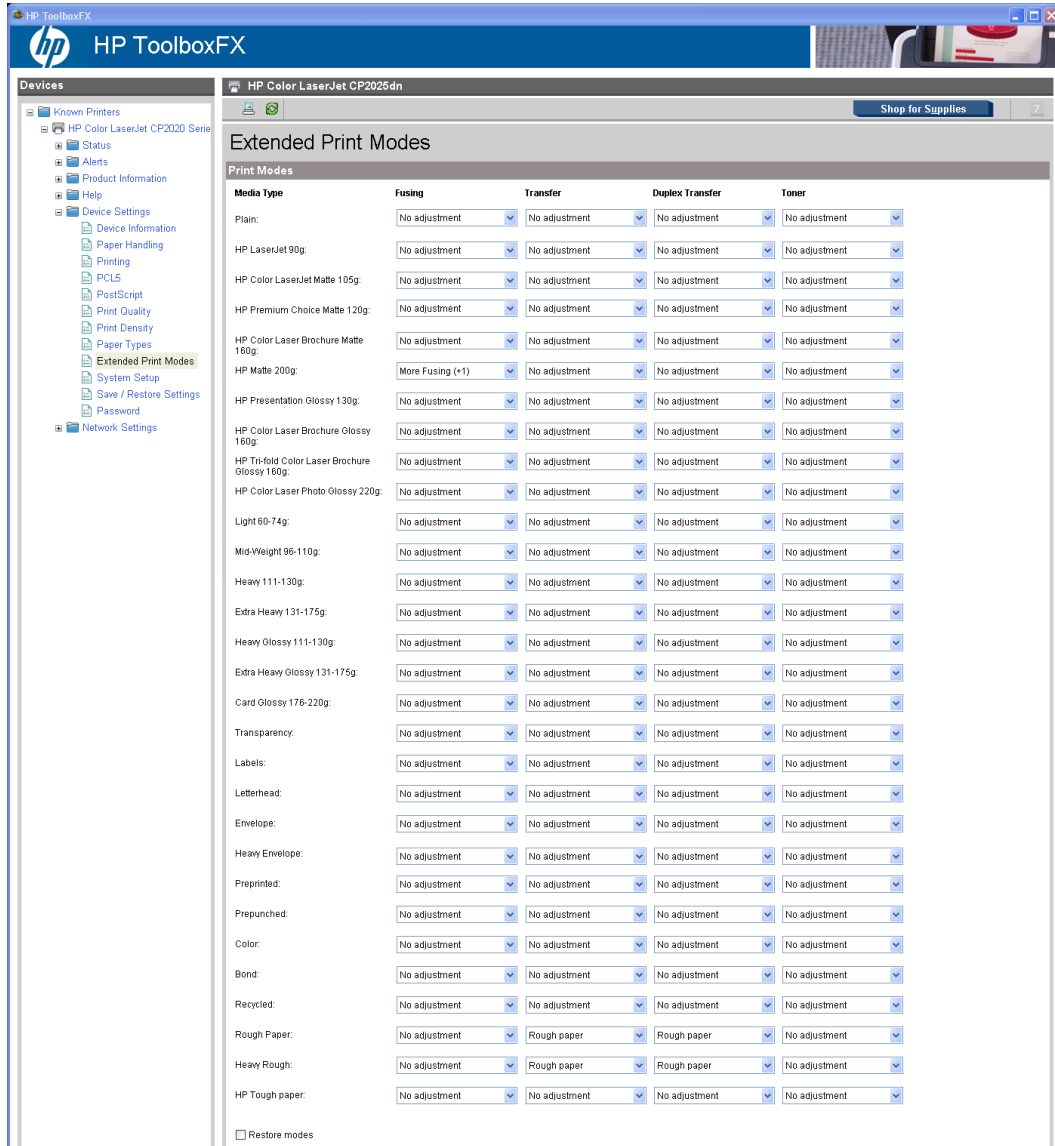 HP ToolboxFX
hp HP ToolboxFX
Devices
Known Printers
HP Color LaserJet CP2020 Serie
Status
Alerts
Product Information
Help
Device Settings
Device Information
Paper Handling
Printing
PCL5
PostScript
Print Quality
Print Density
Paper Types
Extended Print Modes
System Setup
Save / Restore Settings
Password
Network Settings
HP Color LaserJet CP2025dn
Shop for Supplies ?
Extended Print Modes
Print Modes
Media Type Fusing Transfer Duplex Transfer Toner
Plain: No adjustment No adjustment No adjustment No adjustment
HP LaserJet 90g: No adjustment No adjustment No adjustment No adjustment
HP Color LaserJet Matte 105g: No adjustment No adjustment No adjustment No adjustment
HP Premium Choice Matte 120g: No adjustment No adjustment No adjustment No adjustment
HP Color Laser Brochure Matte
160g: No adjustment No adjustment No adjustment No adjustment
HP Matte 200g: More Fusing (+1) No adjustment No adjustment No adjustment
HP Presentation Glossy 130g: No adjustment No adjustment No adjustment No adjustment
HP Color Laser Brochure Glossy
160g: No adjustment No adjustment No adjustment No adjustment
HP Tri-fold Color Laser Brochure
Glossy 160g: No adjustment No adjustment No adjustment No adjustment
HP Color Laser Photo Glossy 220g: No adjustment No adjustment No adjustment No adjustment
Light 60-74g: No adjustment No adjustment No adjustment No adjustment
Mid-Weight 96-110g: No adjustment No adjustment No adjustment No adjustment
Heavy 111-130g: No adjustment No adjustment No adjustment No adjustment
Extra Heavy 131-175g: No adjustment No adjustment No adjustment No adjustment
Heavy Glossy 111-130g: No adjustment No adjustment No adjustment No adjustment
Extra Heavy Glossy 131-175g: No adjustment No adjustment No adjustment No adjustment
Card Glossy 176-220g: No adjustment No adjustment No adjustment No adjustment
Transparency: No adjustment No adjustment No adjustment No adjustment
Labels: No adjustment No adjustment No adjustment No adjustment
Letterhead: No adjustment No adjustment No adjustment No adjustment
Envelope: No adjustment No adjustment No adjustment No adjustment
Heavy Envelope: No adjustment No adjustment No adjustment No adjustment
Preprinted: No adjustment No adjustment No adjustment No adjustment
Prepunched: No adjustment No adjustment No adjustment No adjustment
Color: No adjustment No adjustment No adjustment No adjustment
Bond: No adjustment No adjustment No adjustment No adjustment
Recycled: No adjustment No adjustment No adjustment No adjustment
Rough Paper: No adjustment Rough paper Rough paper No adjustment
Heavy Rough: No adjustment Rough paper Rough paper No adjustment
HP Tough paper: No adjustment No adjustment No adjustment No adjustment
Restore modes